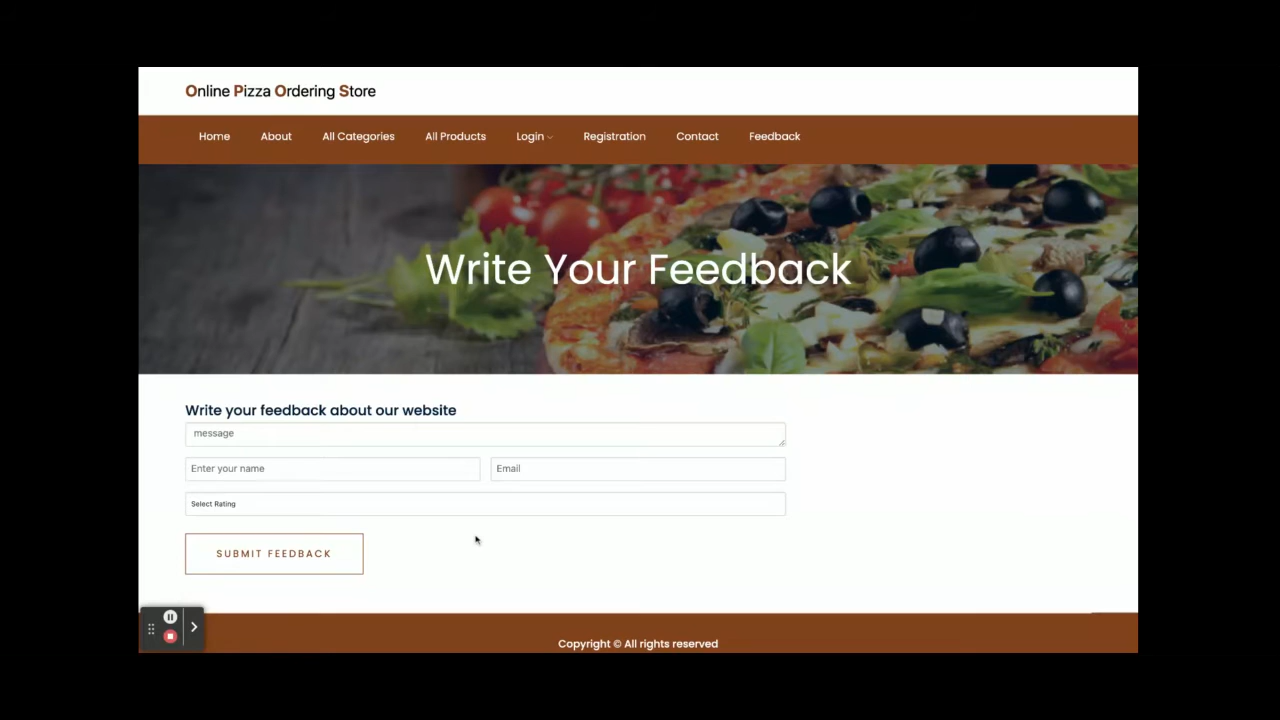 Online Pizza Ordering Store
Home About All Categories All Products Login Registration Contact Feedback
Write Your Feedback
Write your feedback about our website
message
Enter your name Email
Select Rating
SUBMIT FEEDBACK
Copyright © All rights reserved